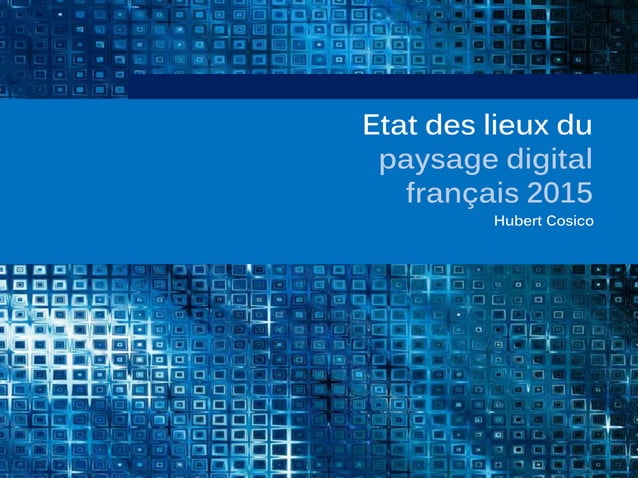 Etat des lieux du
paysage digital
français 2015
Hubert Cosico